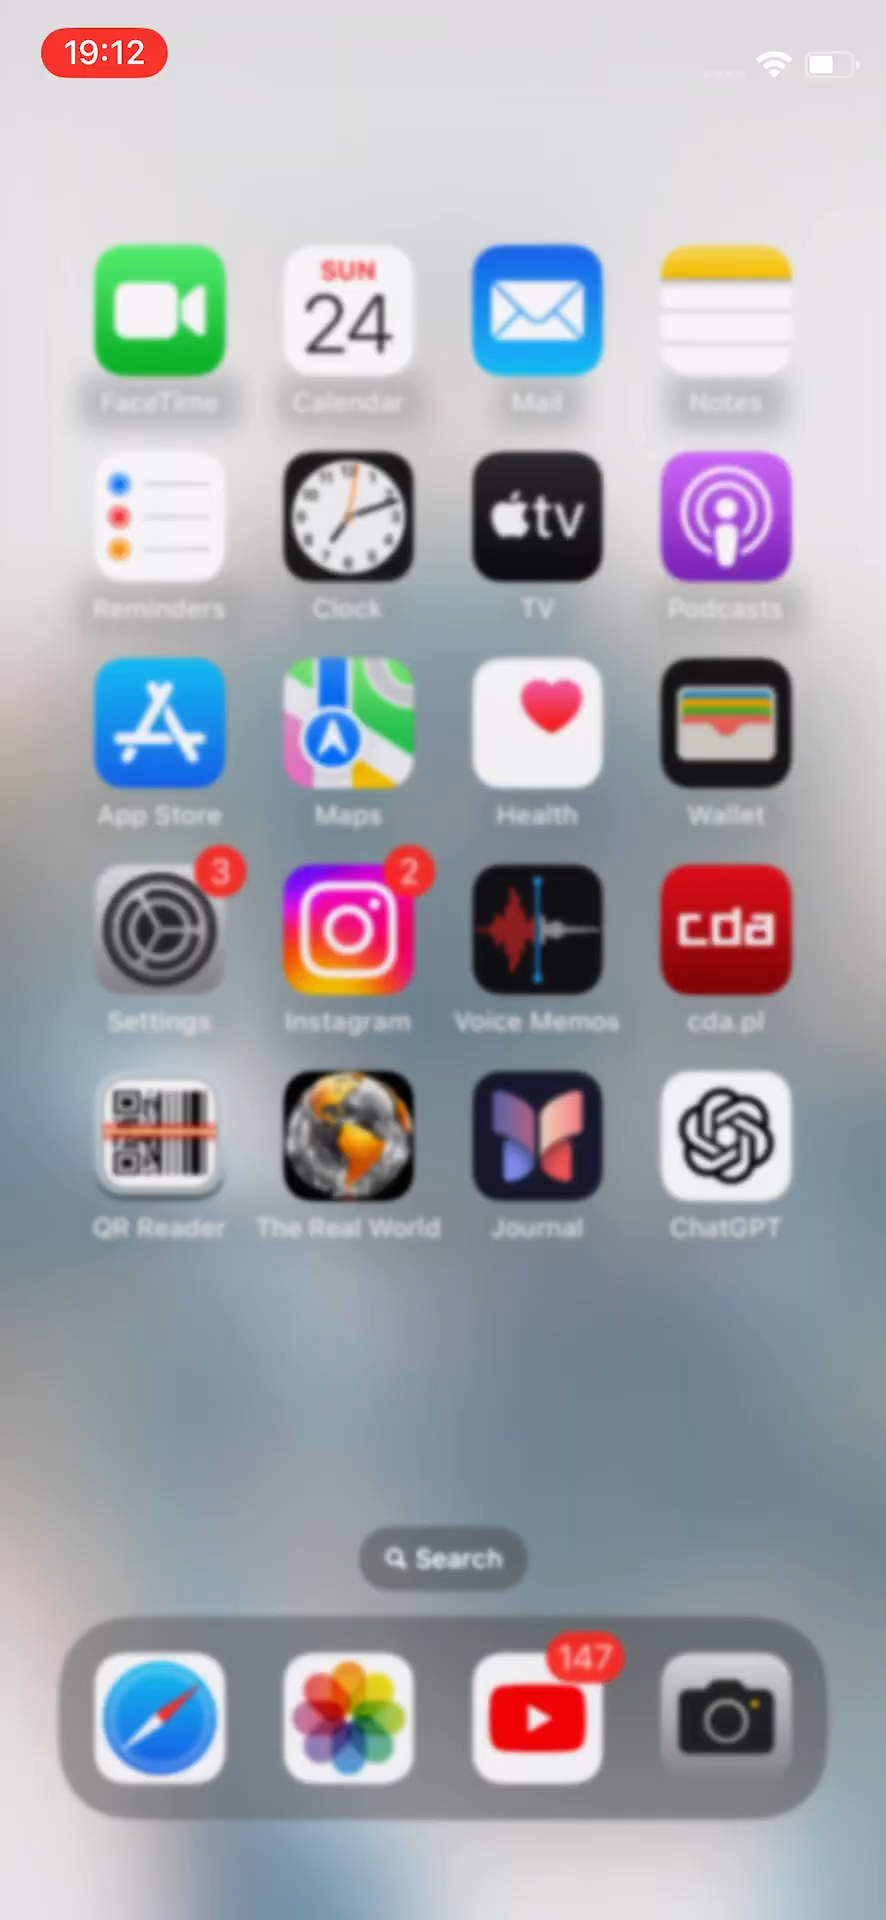 19:12
SUN
24
FaceTime Calendar Mail Notes
tv
Reminders Clock TV Podcasts
App Store Maps Health Wallet
3 2
cda
Settings Instagram Voice Memos cda.pl
QR Reader The Real World Journal ChatGPT
Search
147